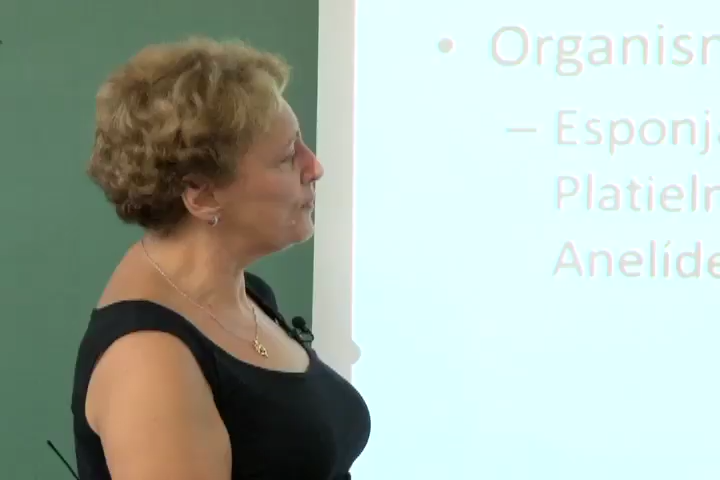 • Organism
– Esponja
Platielm
Anelíde